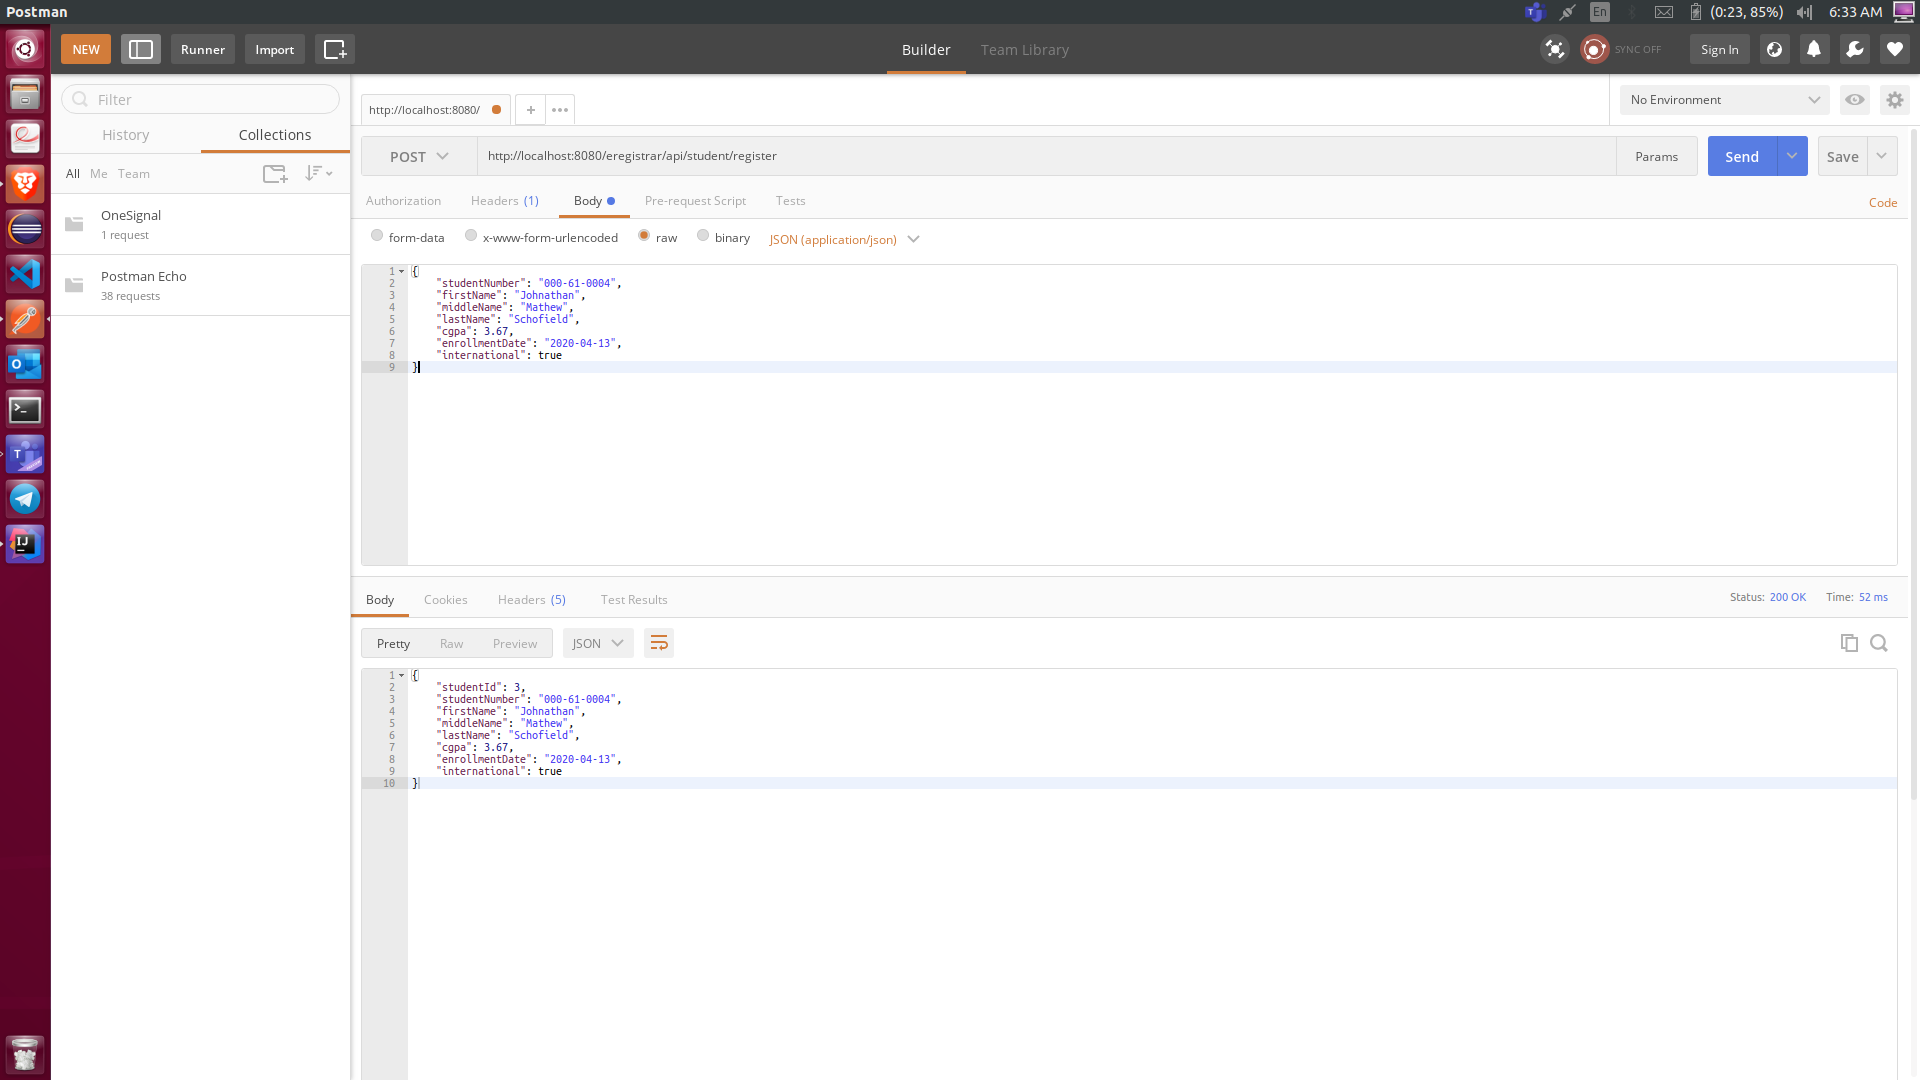 Postman
En
(0:23, 85%)
6:33 AM
NEW
Runner
Import
Builder
Team Library
SYNC OFF
Sign In
Filter
History
Collections
All
Me
Team
OneSignal
1 request
Postman Echo
38 requests
http://localhost:8080/
+
•••
No Environment
POST
http://localhost:8080/eregistrar/api/student/register
Params
Send
Save
Authorization
Headers (1)
Body
Pre-request Script
Tests
Code
form-data
x-www-form-urlencoded
raw
binary
JSON (application/json)
1 {
2 "studentNumber": "000-61-0004",
3 "firstName": "Johnathan",
4 "middleName": "Mathew",
5 "lastName": "Schofield",
6 "cgpa": 3.67,
7 "enrollmentDate": "2020-04-13",
8 "international": true
9 }
Body
Cookies
Headers (5)
Test Results
Status: 200 OK
Time: 52 ms
Pretty
Raw
Preview
JSON
1 {
2 "studentId": 3,
3 "studentNumber": "000-61-0004",
4 "firstName": "Johnathan",
5 "middleName": "Mathew",
6 "lastName": "Schofield",
7 "cgpa": 3.67,
8 "enrollmentDate": "2020-04-13",
9 "international": true
10 }